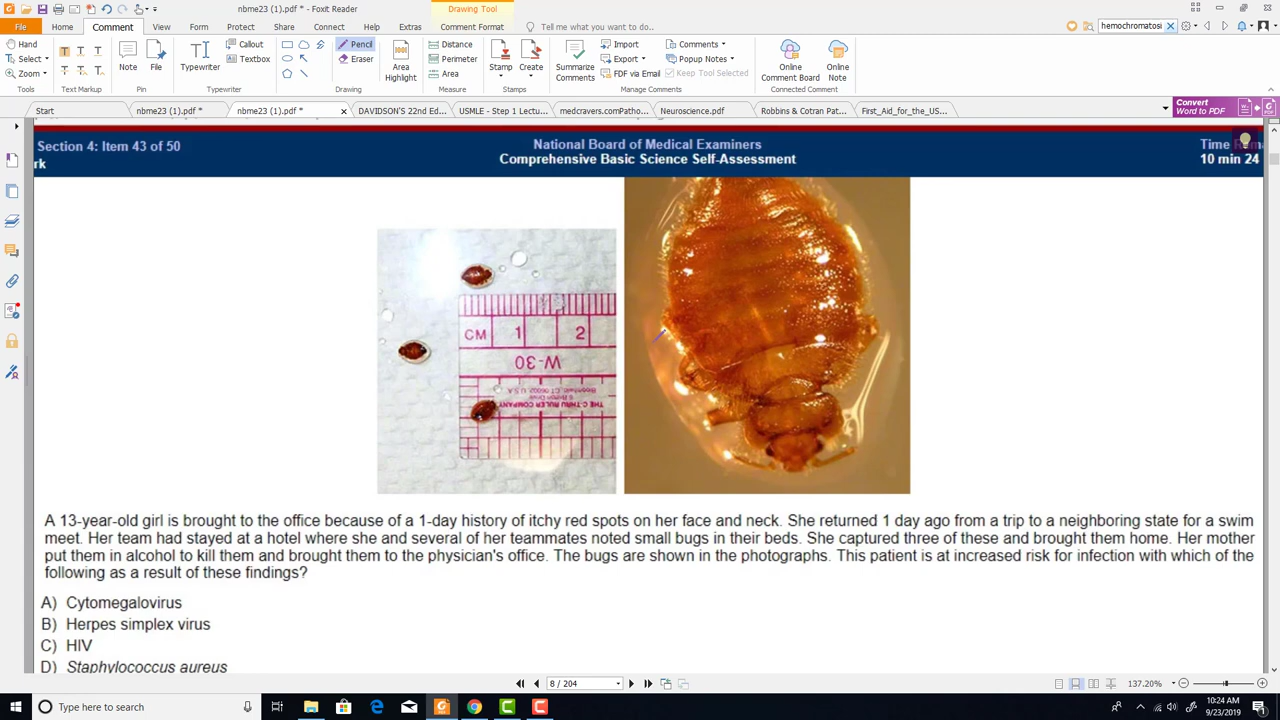 nbme23 (1).pdf * - Foxit Reader
Drawing Tool
File
Home
Comment
View
Form
Protect
Share
Connect
Help
Extras
Comment Format
Tell me what you want to do...
hemochromatosi
Hand
Select
Zoom
Tools
Text Markup
Note
File
Pin
Typewriter
Callout
Textbox
Typewriter
Pencil
Eraser
Drawing
Area Highlight
Distance
Perimeter
Area
Measure
Stamp
Create
Stamps
Summarize Comments
Import
Export
FDF via Email
Comments
Popup Notes
Keep Tool Selected
Manage Comments
Online Comment Board
Online Note
Connected Comment
Start
nbme23 (1).pdf *
nbme23 (1).pdf *
DAVIDSON'S 22nd Ed...
USMLE - Step 1 Lectu...
medcravers.comPatho...
Neuroscience.pdf
Robbins & Cotran Pat...
First_Aid_for_the_US...
Convert
Word to PDF
Section 4: Item 43 of 50
rk
National Board of Medical Examiners
Comprehensive Basic Science Self-Assessment
Time
10 min 24
CM 1 2
W-30
THE C-THRU RULER COMPANY
A 13-year-old girl is brought to the office because of a 1-day history of itchy red spots on her face and neck. She returned 1 day ago from a trip to a neighboring state for a swim
meet. Her team had stayed at a hotel where she and several of her teammates noted small bugs in their beds. She captured three of these and brought them home. Her mother
put them in alcohol to kill them and brought them to the physician's office. The bugs are shown in the photographs. This patient is at increased risk for infection with which of the
following as a result of these findings?
A) Cytomegalovirus
B) Herpes simplex virus
C) HIV
D) Staphylococcus aureus
8 / 204
137.20%
Type here to search
10:24 AM
9/23/2019